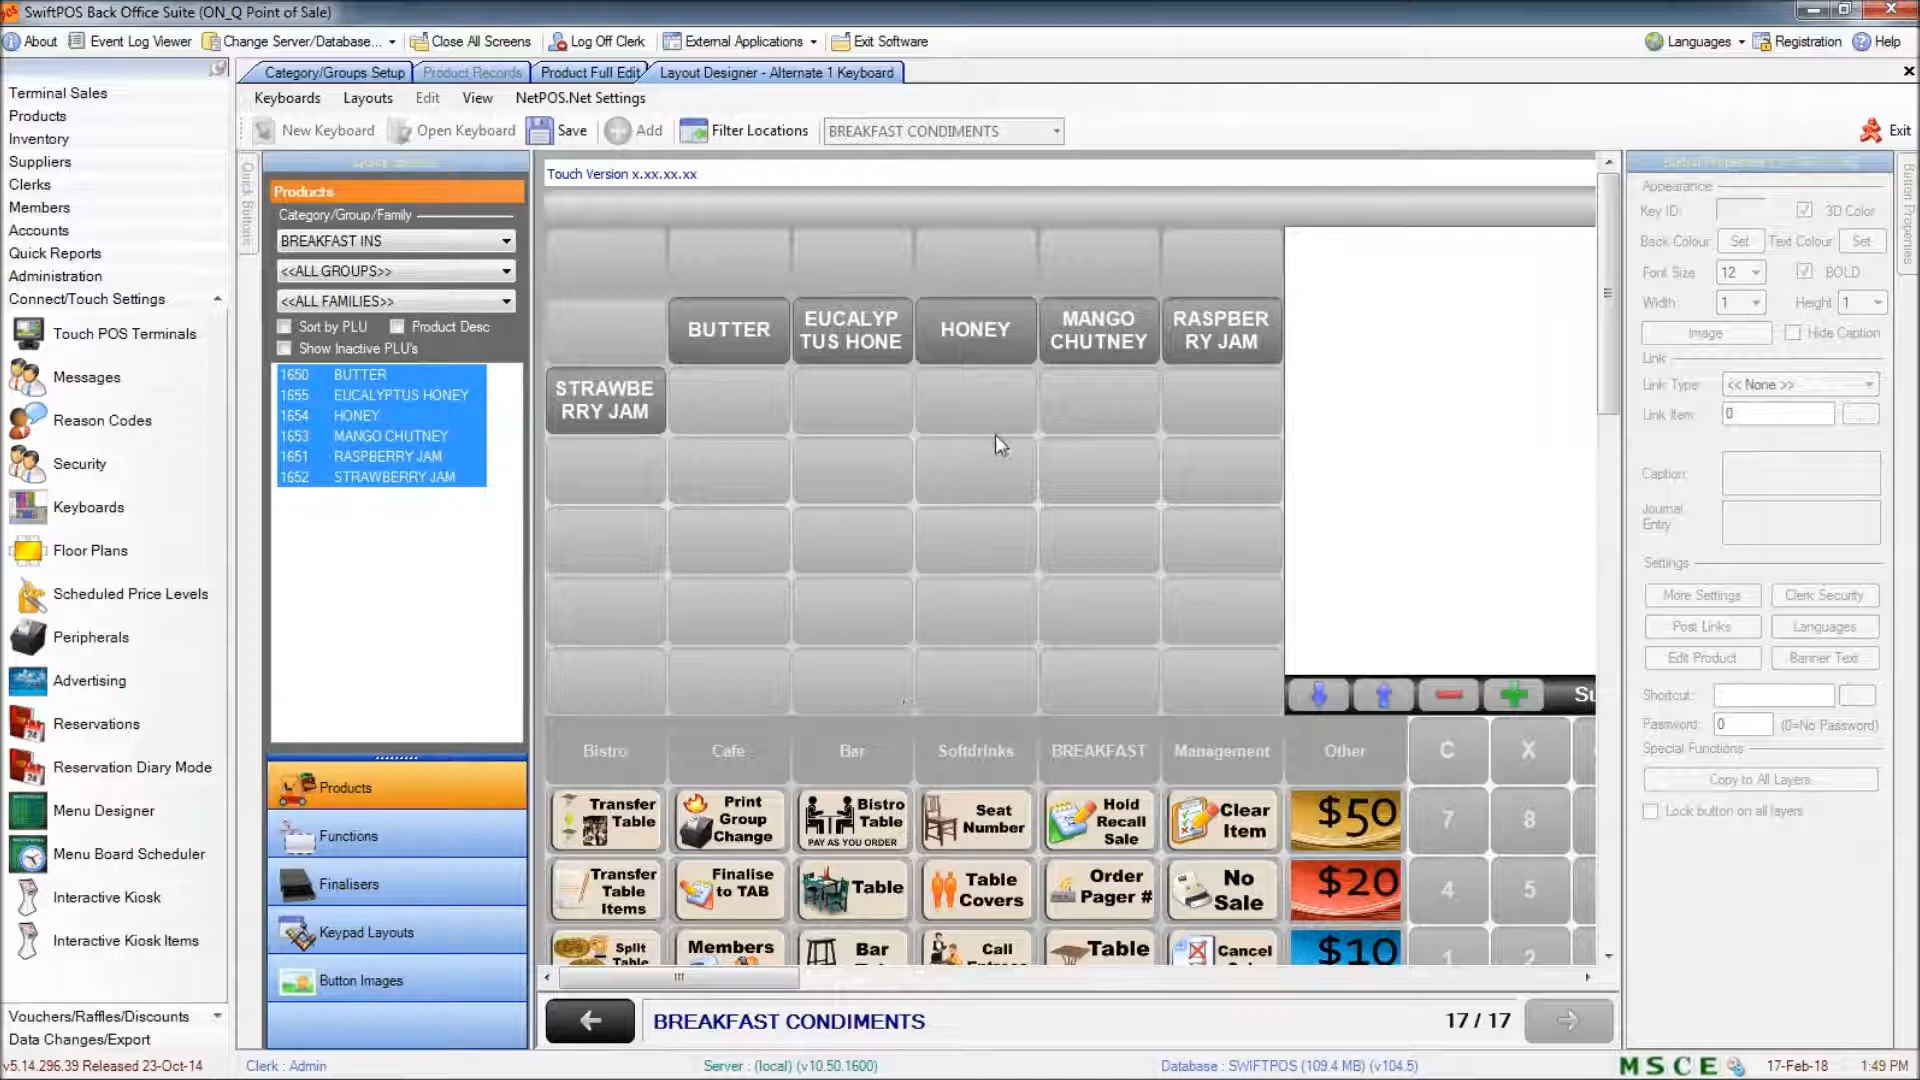 SwiftPOS Back Office Suite (ON_Q Point of Sale)
About Event Log Viewer Change Server/Database... Close All Screens Log Off Clerk External Applications Exit Software Languages Registration Help
Category/Groups Setup Product Records Product Full Edit Layout Designer - Alternate 1 Keyboard
Keyboards Layouts Edit View NetPOS.Net Settings
New Keyboard Open Keyboard Save Add Filter Locations BREAKFAST CONDIMENTS Exit
Terminal Sales
Products
Inventory
Suppliers
Clerks
Members
Accounts
Quick Reports
Administration
Connect/Touch Settings
Touch POS Terminals
Messages
Reason Codes
Security
Keyboards
Floor Plans
Scheduled Price Levels
Peripherals
Advertising
Reservations
Reservation Diary Mode
Menu Designer
Menu Board Scheduler
Interactive Kiosk
Interactive Kiosk Items
Vouchers/Raffles/Discounts
Data Changes/Export
Quick Buttons
Products
Category/Group/Family
BREAKFAST INS
<<ALL GROUPS>>
<<ALL FAMILIES>>
Sort by PLU Product Desc
Show Inactive PLU's
1650 BUTTER
1655 EUCALYPTUS HONEY
1654 HONEY
1653 MANGO CHUTNEY
1651 RASPBERRY JAM
1652 STRAWBERRY JAM
Products
Functions
Finalisers
Keypad Layouts
Button Images
Touch Version x.xx.xx.xx
BUTTER
EUCALYP
TUS HONE
HONEY
MANGO
CHUTNEY
RASPBER
RY JAM
STRAWBE
RRY JAM
Su
Bistro Cafe Bar Softdrinks BREAKFAST Management Other C X
Transfer
Table
Print
Group
Change
Bistro
Table
PAY AS YOU ORDER
Seat
Number
Hold
Recall
Sale
Clear
Item
$50
7 8
Transfer
Table
Items
Finalise
to TAB
Table
Table
Covers
Order
Pager #
No
Sale
$20
4 5
Split
Table
Members
Bar
Call
Table
Cancel
$10
1 2
BREAKFAST CONDIMENTS 17 / 17
Button Properties
Appearance
Key ID: 3D Color
Back Colour: Set Text Colour Set
Font Size 12 BOLD
Width 1 Height 1
Image Hide Caption
Link
Link Type: << None >>
Link Item: 0 ...
Caption:
Journal
Entry
Settings
More Settings Clerk Security
Post Links Languages
Edit Product Banner Text
Shortcut:
Password: 0 (0=No Password)
Special Functions
Copy to All Layers...
Lock button on all layers
Button Properties
v5.14.296.39 Released 23-Oct-14 Clerk : Admin Server : (local) (v10.50.1600) Database : SWIFTPOS (109.4 MB) (v104.5) M S C E 17-Feb-18 1:49 PM